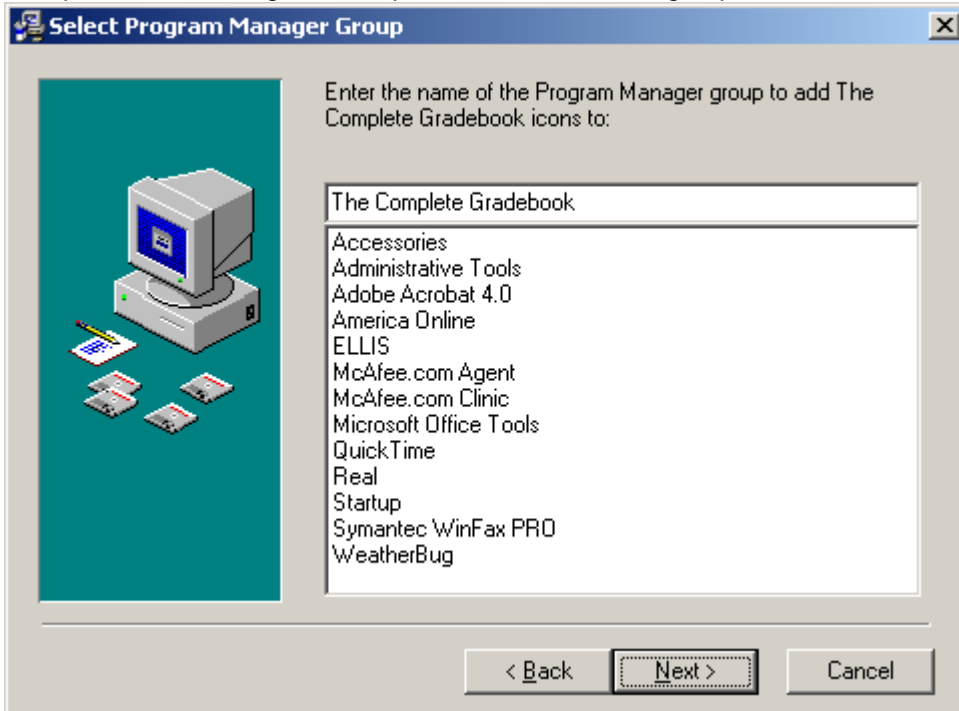 Select Program Manager Group
Enter the name of the Program Manager group to add The
Complete Gradebook icons to:
The Complete Gradebook
Accessories
Administrative Tools
Adobe Acrobat 4.0
America Online
ELLIS
McAfee.com Agent
McAfee.com Clinic
Microsoft Office Tools
QuickTime
Real
Startup
Symantec WinFax PRO
WeatherBug
< Back Next > Cancel